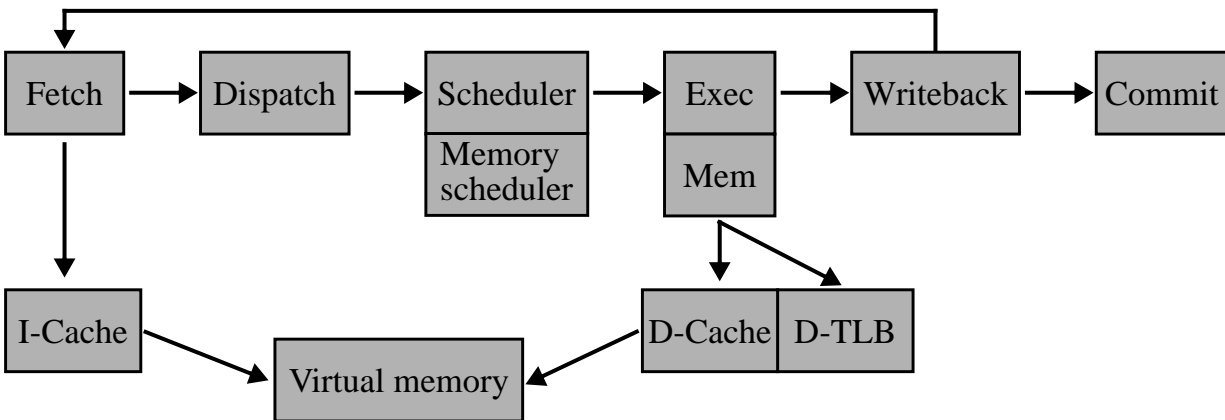 Fetch
Dispatch
Scheduler
Exec
Writeback
Commit
Memory
scheduler
Mem
I-Cache
D-Cache
D-TLB
Virtual memory